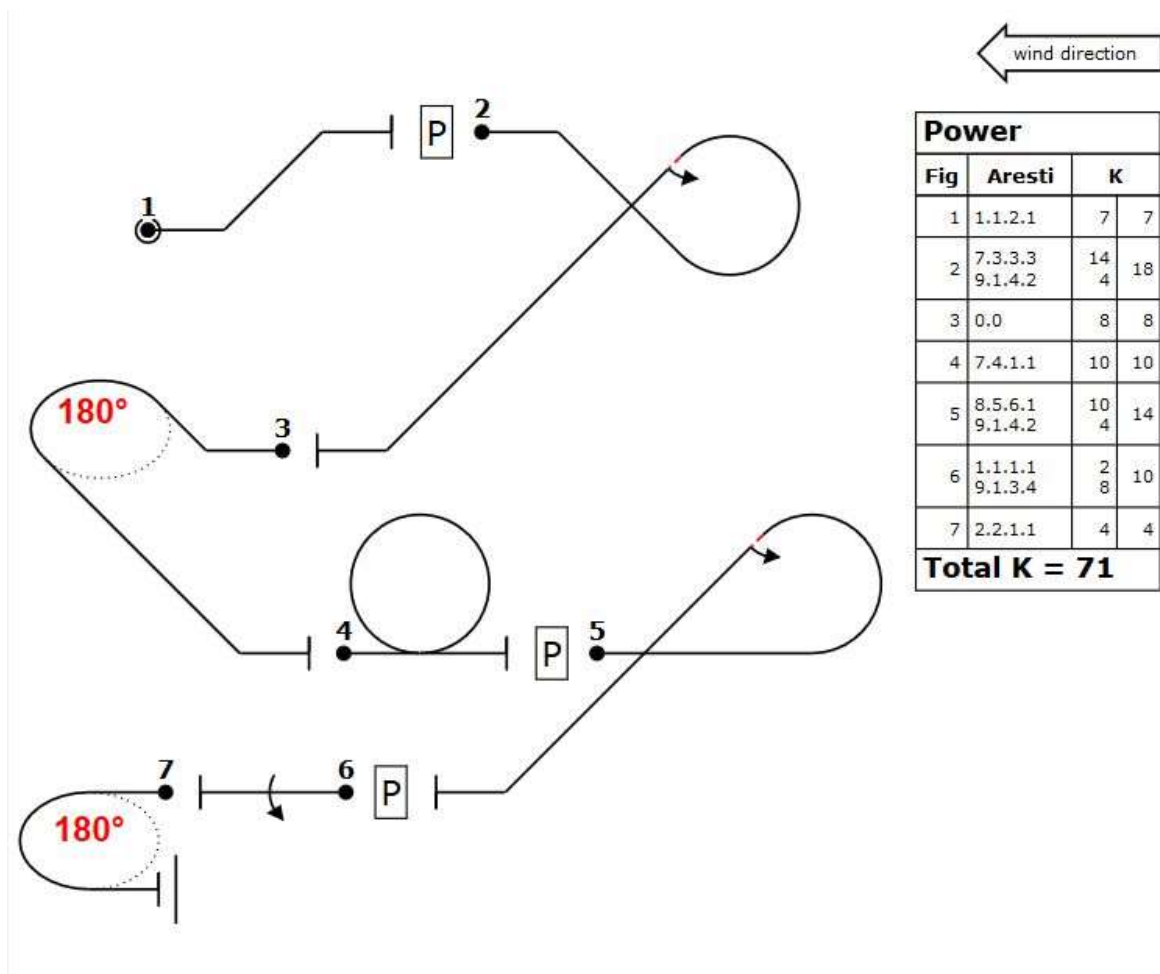 wind direction
Power
Fig Aresti K
1 1.1.2.1 7 7
2 7.3.3.3 14 18
9.1.4.2 4
3 0.0 8 8
4 7.4.1.1 10 10
5 8.5.6.1 10 14
9.1.4.2 4
6 1.1.1.1 2 10
9.1.3.4 8
7 2.2.1.1 4 4
Total K = 71
1
P
2
180°
3
4
P
5
7
6
P
180°